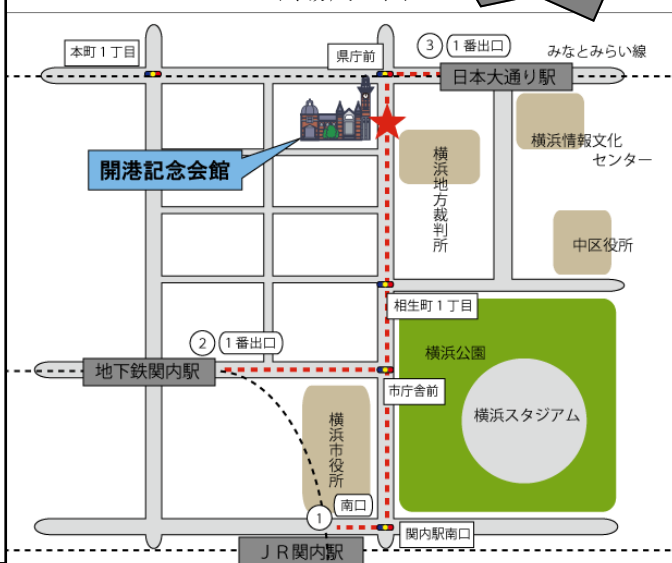 本町1丁目
県庁前
③
1番出口
みなとみらい線
日本大通り駅
横浜情報文化
センター
開港記念会館
横浜地方裁判所
中区役所
相生町1丁目
②
1番出口
地下鉄関内駅
横浜公園
市庁舎前
横浜スタジアム
横浜市役所
①
南口
関内駅南口
JR関内駅